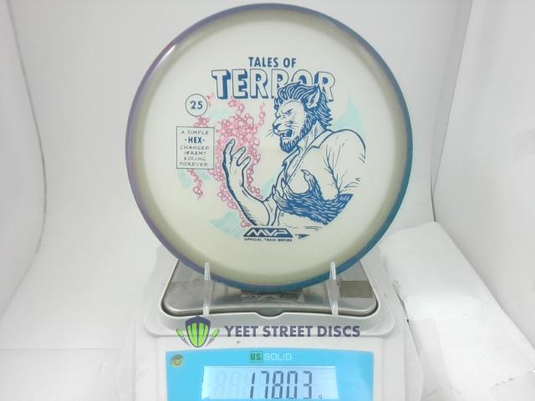 TALES OF
TERROR
25
A SIMPLE
·HEX·
CHANGED
JEREMY
KOLING
FOREVER
MVP
OFFICIAL TEAM SERIES
YEET STREET DISCS
US SOLID
178.03 g